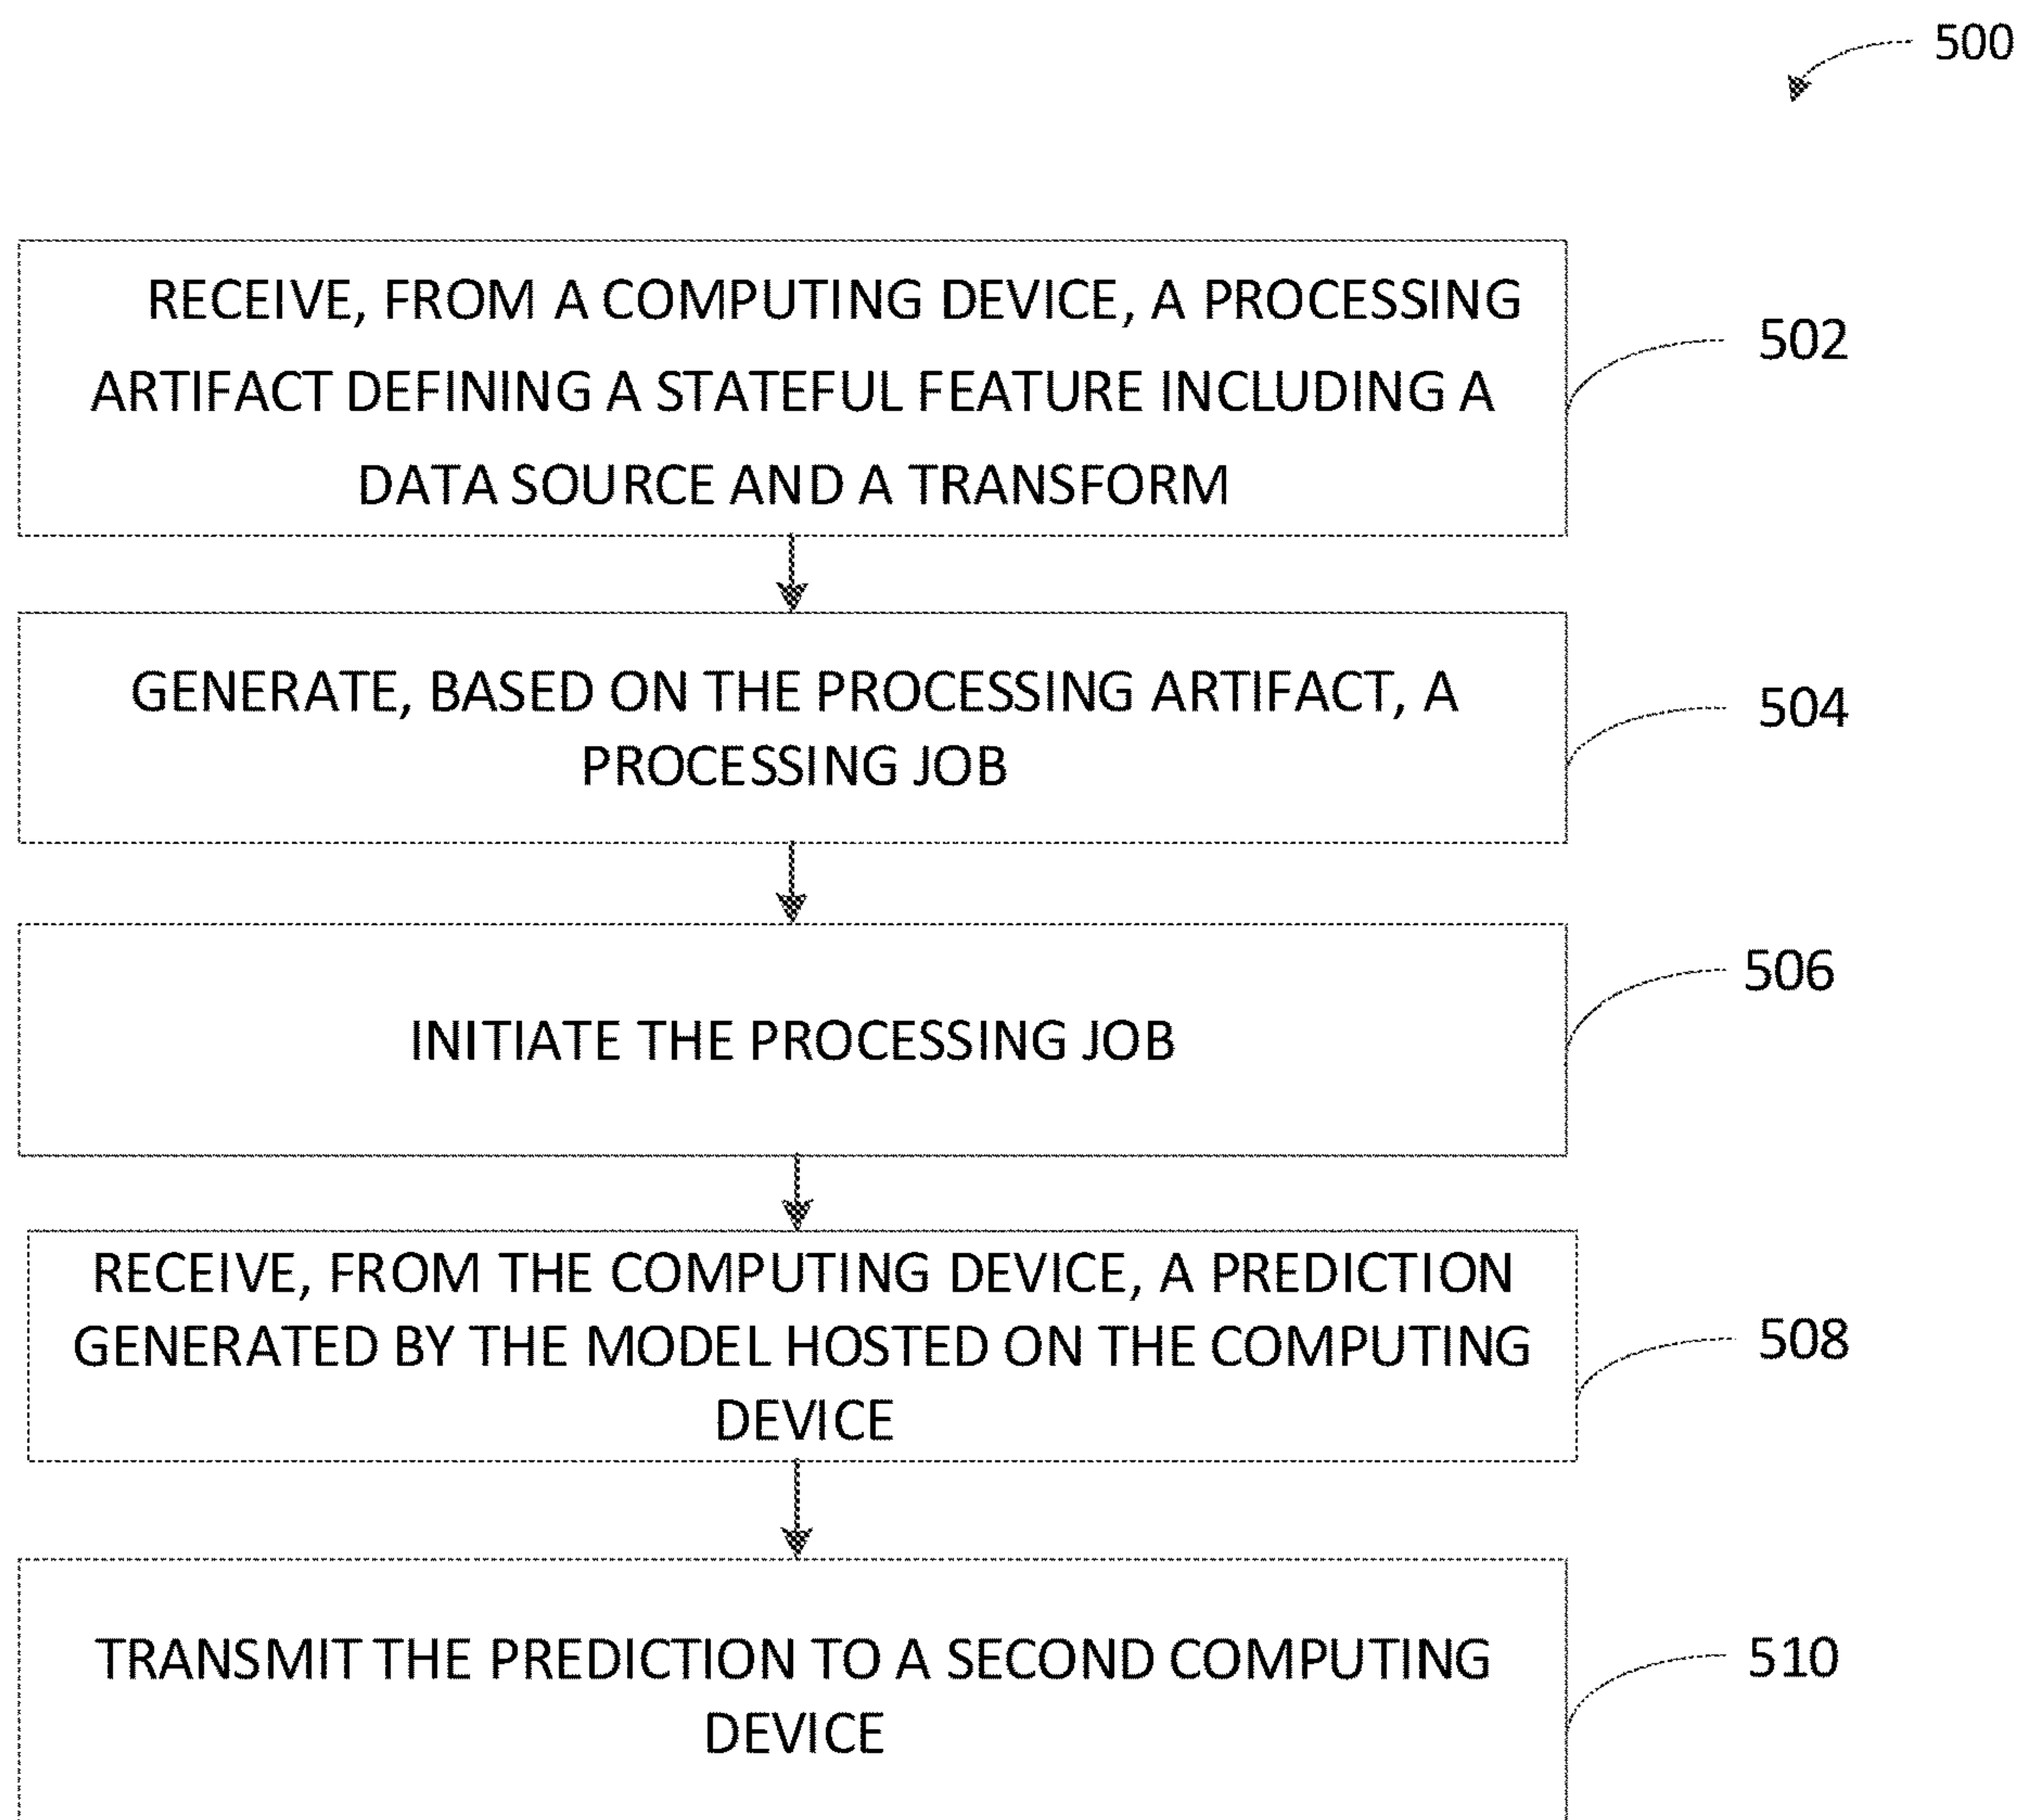 500
RECEIVE, FROM A COMPUTING DEVICE, A PROCESSING
ARTIFACT DEFINING A STATEFUL FEATURE INCLUDING A
DATA SOURCE AND A TRANSFORM
502
GENERATE, BASED ON THE PROCESSING ARTIFACT, A
PROCESSING JOB
504
INITIATE THE PROCESSING JOB
506
RECEIVE, FROM THE COMPUTING DEVICE, A PREDICTION
GENERATED BY THE MODEL HOSTED ON THE COMPUTING
DEVICE
508
TRANSMIT THE PREDICTION TO A SECOND COMPUTING
DEVICE
510